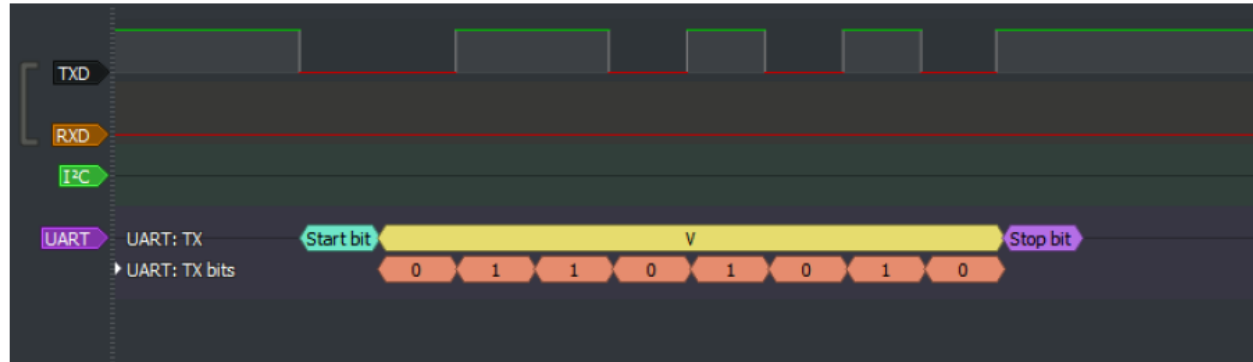 TXD
RXD
I²C
UART UART: TX Start bit V Stop bit
UART: TX bits 0 1 1 0 1 0 1 0